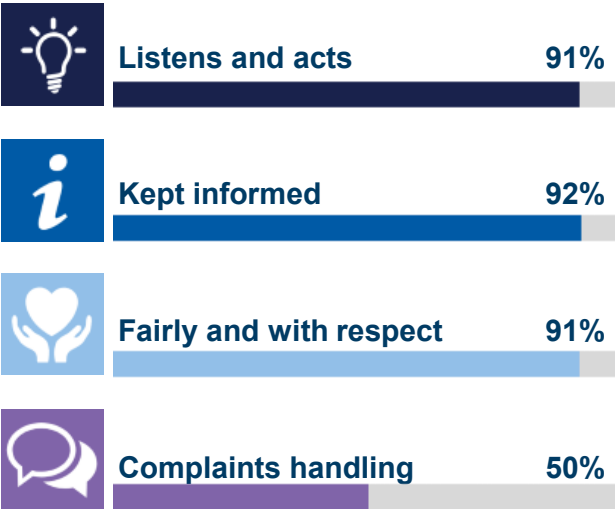 Listens and acts 91%
Kept informed 92%
Fairly and with respect 91%
Complaints handling 50%